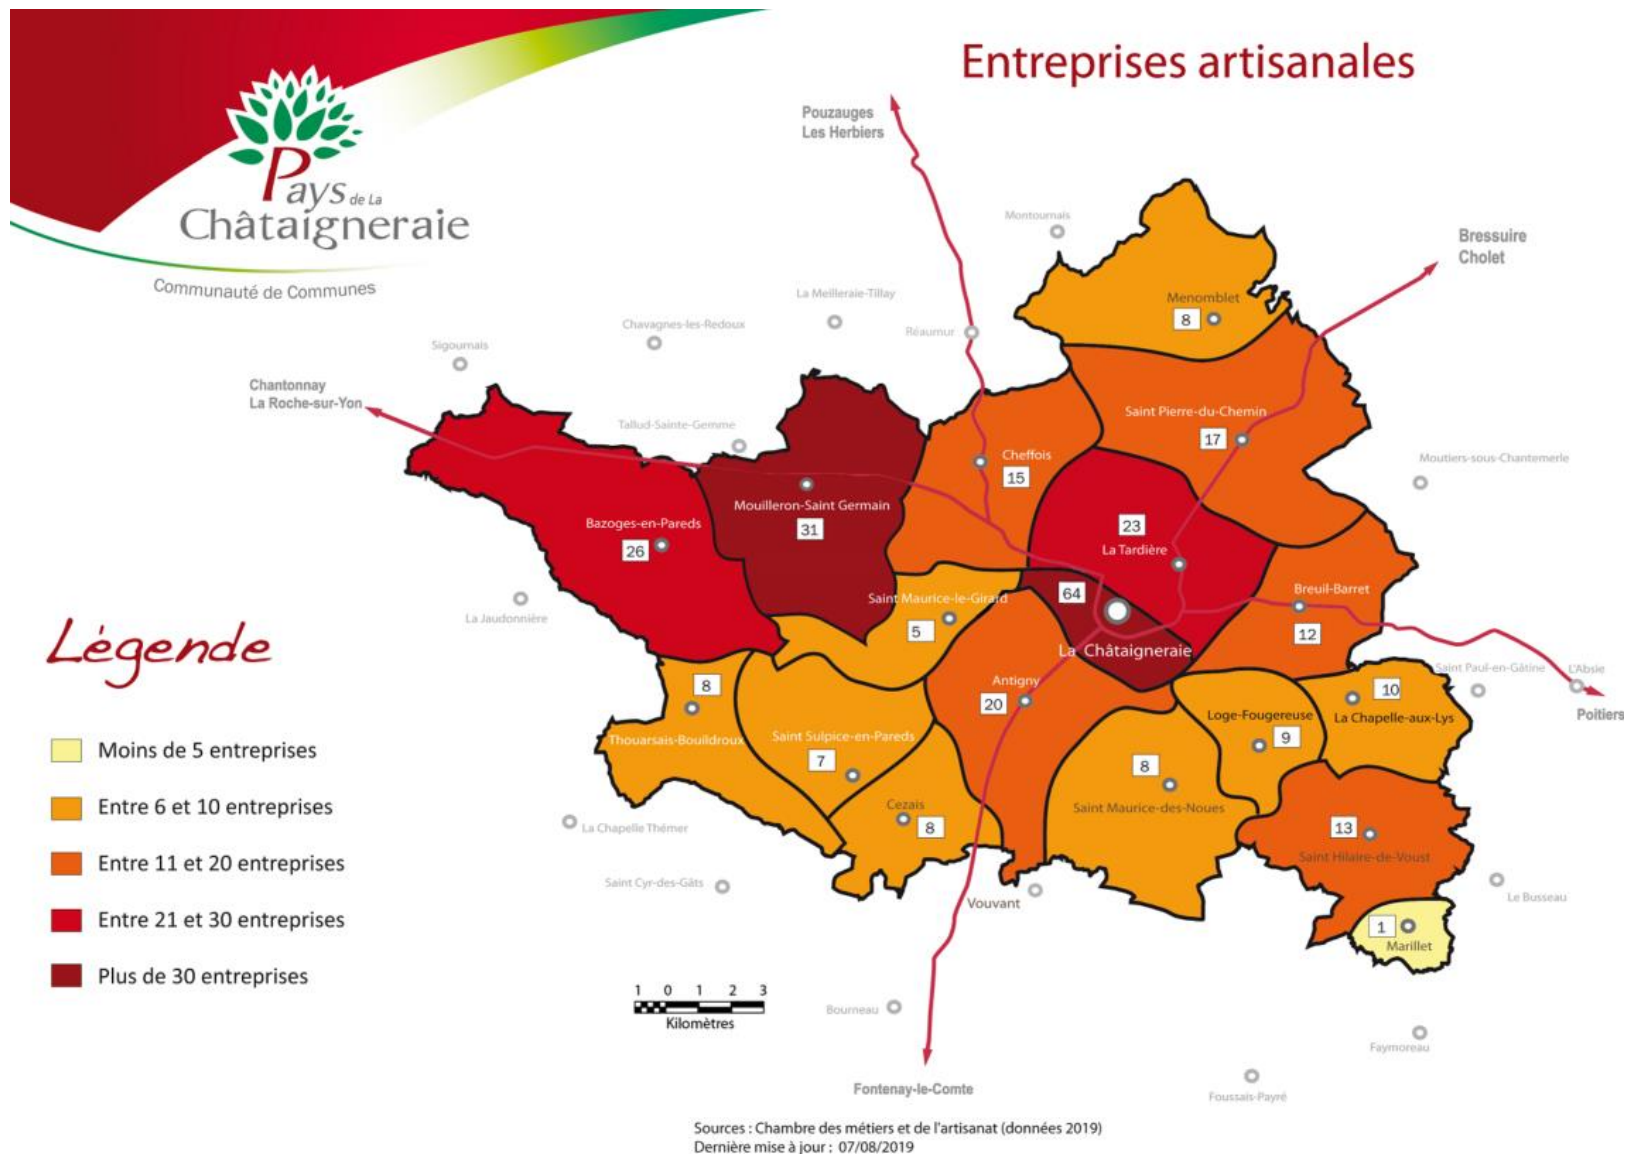 Entreprises artisanales
Pays de La
Châtaigneraie
Communauté de Communes
Pouzauges
Les Herbiers
Montournais
Bressuire
Cholet
La Meilleraie-Tillay
Menomblet
8
Chavagnes-les-Redoux
Réaumur
Sigournais
Chantonnay
La Roche-sur-Yon
Saint Pierre-du-Chemin
17
Tallud-Sainte-Gemme
Cheffois
15
Moutiers-sous-Chantemerle
Mouilleron-Saint Germain
31
Bazoges-en-Pareds
26
23
La Tardière
Saint Maurice-le-Girard
5
64
La Châtaigneraie
Breuil-Barret
12
La Jaudonnière
Légende
Saint Paul-en-Gâtine
L'Absie
Poitiers
8
Thouarsais-Bouildroux
Antigny
20
10
La Chapelle-aux-Lys
Loge-Fougereuse
9
Saint Sulpice-en-Pareds
7
Moins de 5 entreprises
Entre 6 et 10 entreprises
Entre 11 et 20 entreprises
Entre 21 et 30 entreprises
Plus de 30 entreprises
8
Saint Maurice-des-Noues
Cezais
8
La Chapelle Thémer
13
Saint Hilaire-de-Voust
Saint Cyr-des-Gâts
Vouvant
Le Busseau
1
Marillet
1 0 1 2 3
Kilomètres
Bourneau
Faymoreau
Fontenay-le-Comte
Foussais-Payré
Sources : Chambre des métiers et de l'artisanat (données 2019)
Dernière mise à jour : 07/08/2019